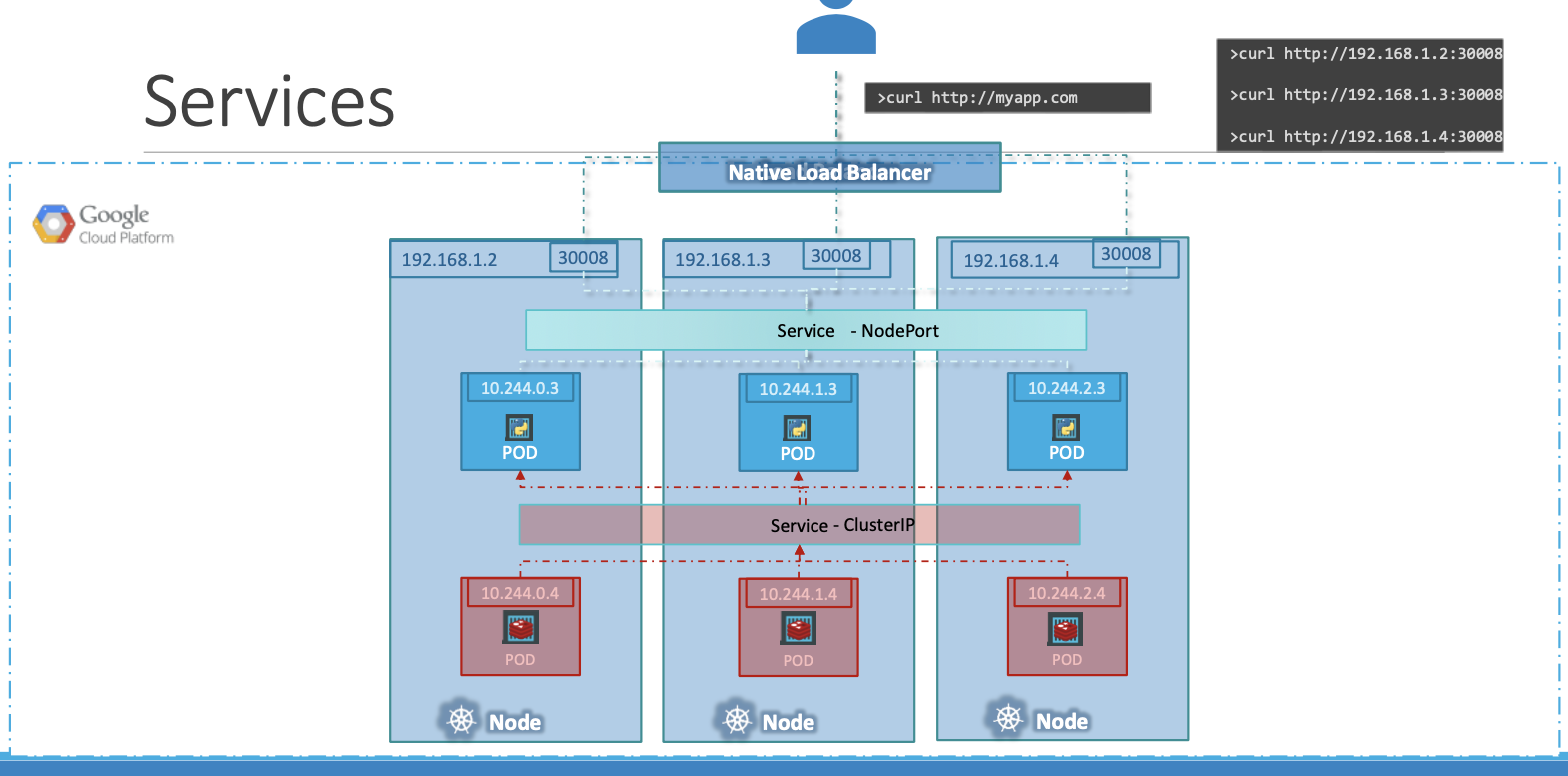 Services
>curl http://myapp.com
>curl http://192.168.1.2:30008
>curl http://192.168.1.3:30008
>curl http://192.168.1.4:30008
Native Load Balancer
Google
Cloud Platform
192.168.1.2
30008
192.168.1.3
30008
192.168.1.4
30008
Service - NodePort
10.244.0.3
POD
10.244.1.3
POD
10.244.2.3
POD
Service - ClusterIP
10.244.0.4
POD
10.244.1.4
POD
10.244.2.4
POD
Node
Node
Node